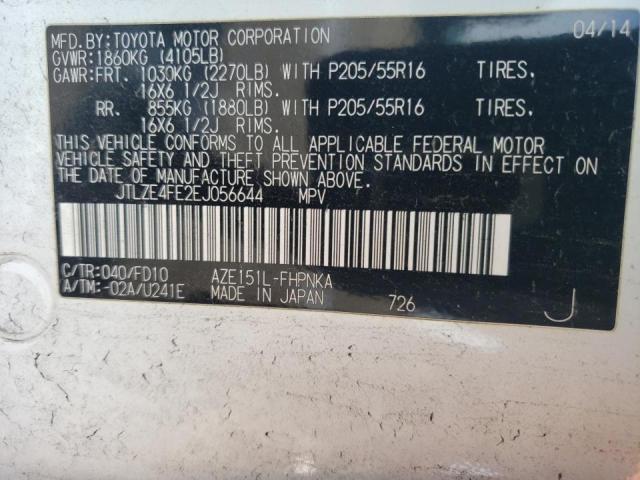 MFD.BY:TOYOTA MOTOR CORPORATION 04/14
GVWR:1860KG (4105LB)
GAWR:FRT. 1030KG (2270LB) WITH P205/55R16 TIRES,
16X6 1/2J RIMS.
RR. 855KG (1880LB) WITH P205/55R16 TIRES,
16X6 1/2J RIMS.
THIS VEHICLE CONFORMS TO ALL APPLICABLE FEDERAL MOTOR
VEHICLE SAFETY AND THEFT PREVENTION STANDARDS IN EFFECT ON
THE DATE OF MANUFACTURE SHOWN ABOVE.
JTLZE4FE2EJ056644 MPV
C/TR:040/FD10 AZE151L-FHPNKA
A/TM:-02A/U241E MADE IN JAPAN 726 J